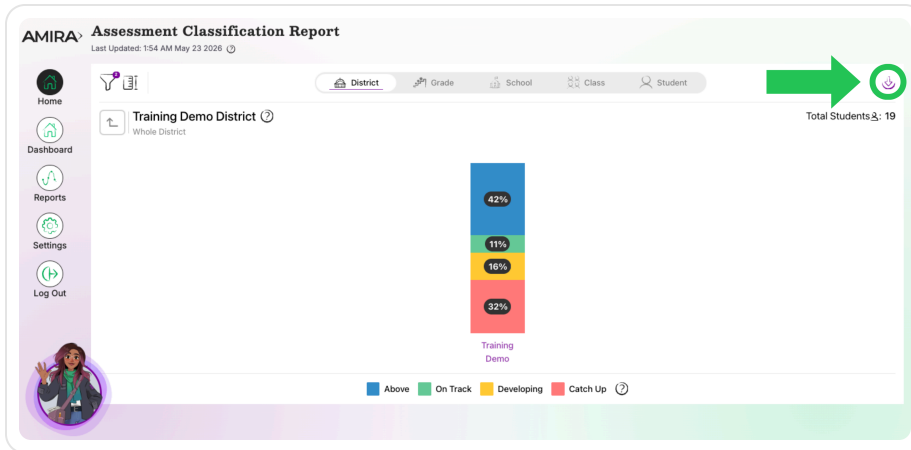 AMIRA
Assessment Classification Report
Last Updated: 1:54 AM May 23 2026 ?
2
District Grade School Class Student
Home
Training Demo District ?
Whole District
Total Students: 19
Dashboard
Reports
Settings
Log Out
42%
11%
16%
32%
Training
Demo
Above On Track Developing Catch Up ?